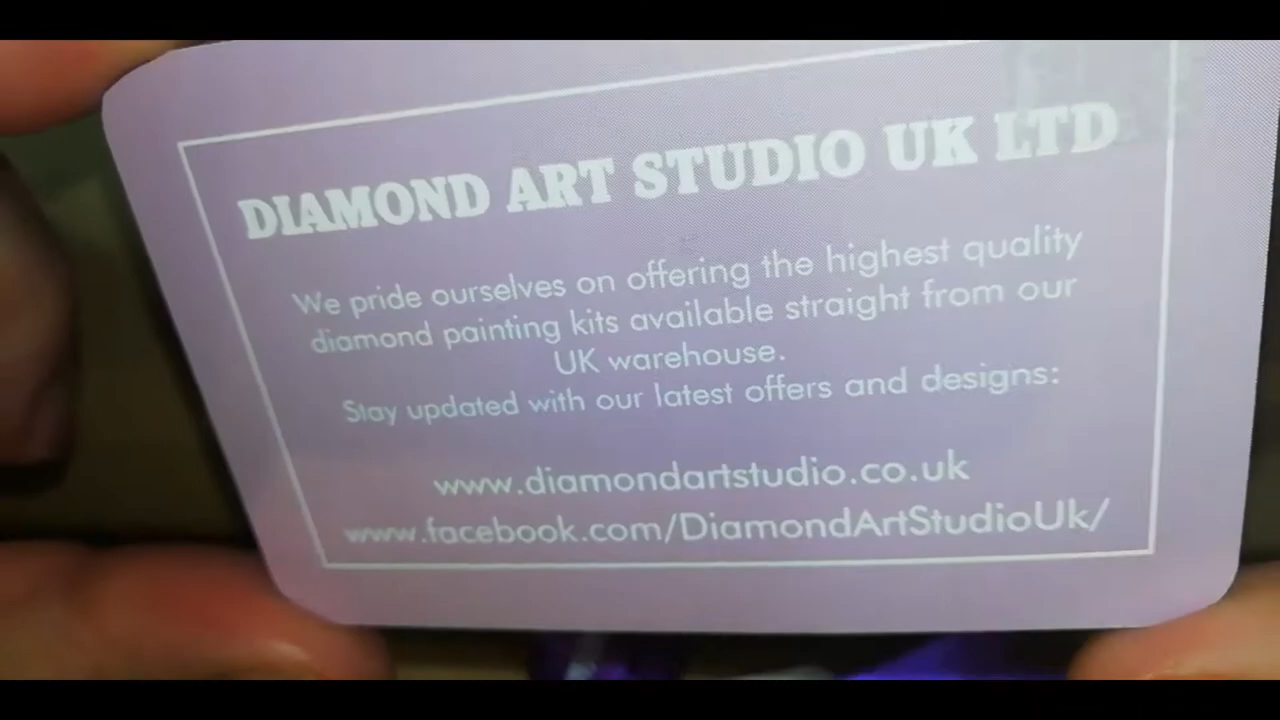 DIAMOND ART STUDIO UK LTD
We pride ourselves on offering the highest quality
diamond painting kits available straight from our
UK warehouse.
Stay updated with our latest offers and designs:
www.diamondartstudio.co.uk
www.facebook.com/DiamondArtStudioUk/